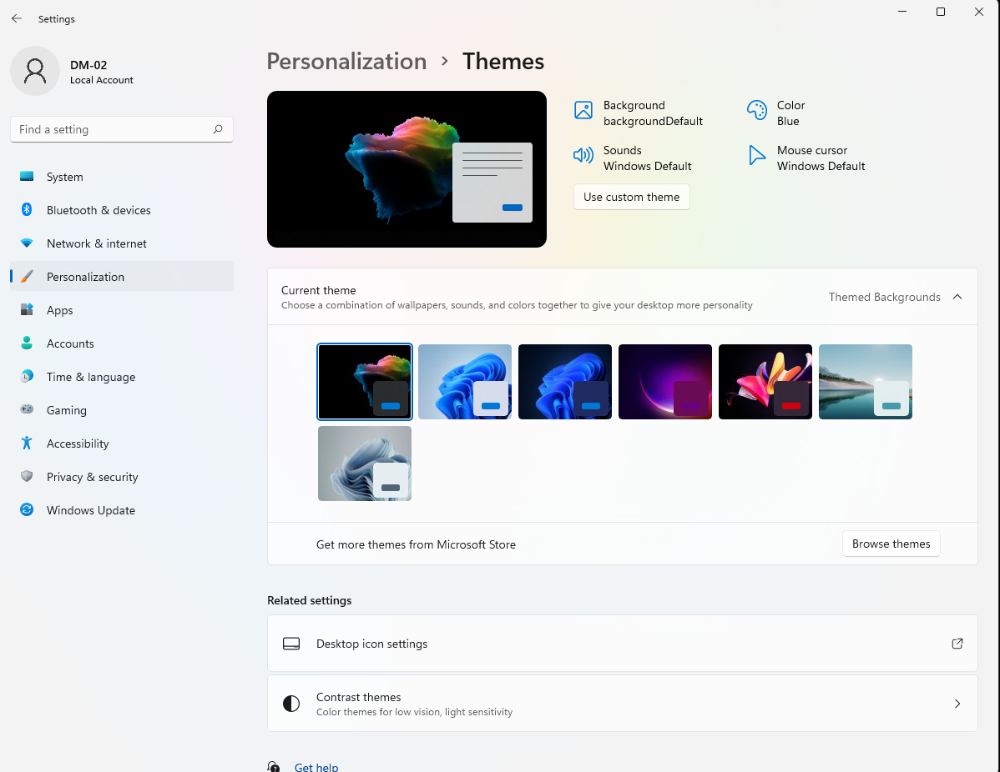 Settings
DM-02
Local Account
Find a setting
System
Bluetooth & devices
Network & internet
Personalization
Apps
Accounts
Time & language
Gaming
Accessibility
Privacy & security
Windows Update
Personalization > Themes
Background
backgroundDefault
Color
Blue
Sounds
Windows Default
Mouse cursor
Windows Default
Use custom theme
Current theme
Choose a combination of wallpapers, sounds, and colors together to give your desktop more personality
Themed Backgrounds
Get more themes from Microsoft Store
Browse themes
Related settings
Desktop icon settings
Contrast themes
Color themes for low vision, light sensitivity
Get help